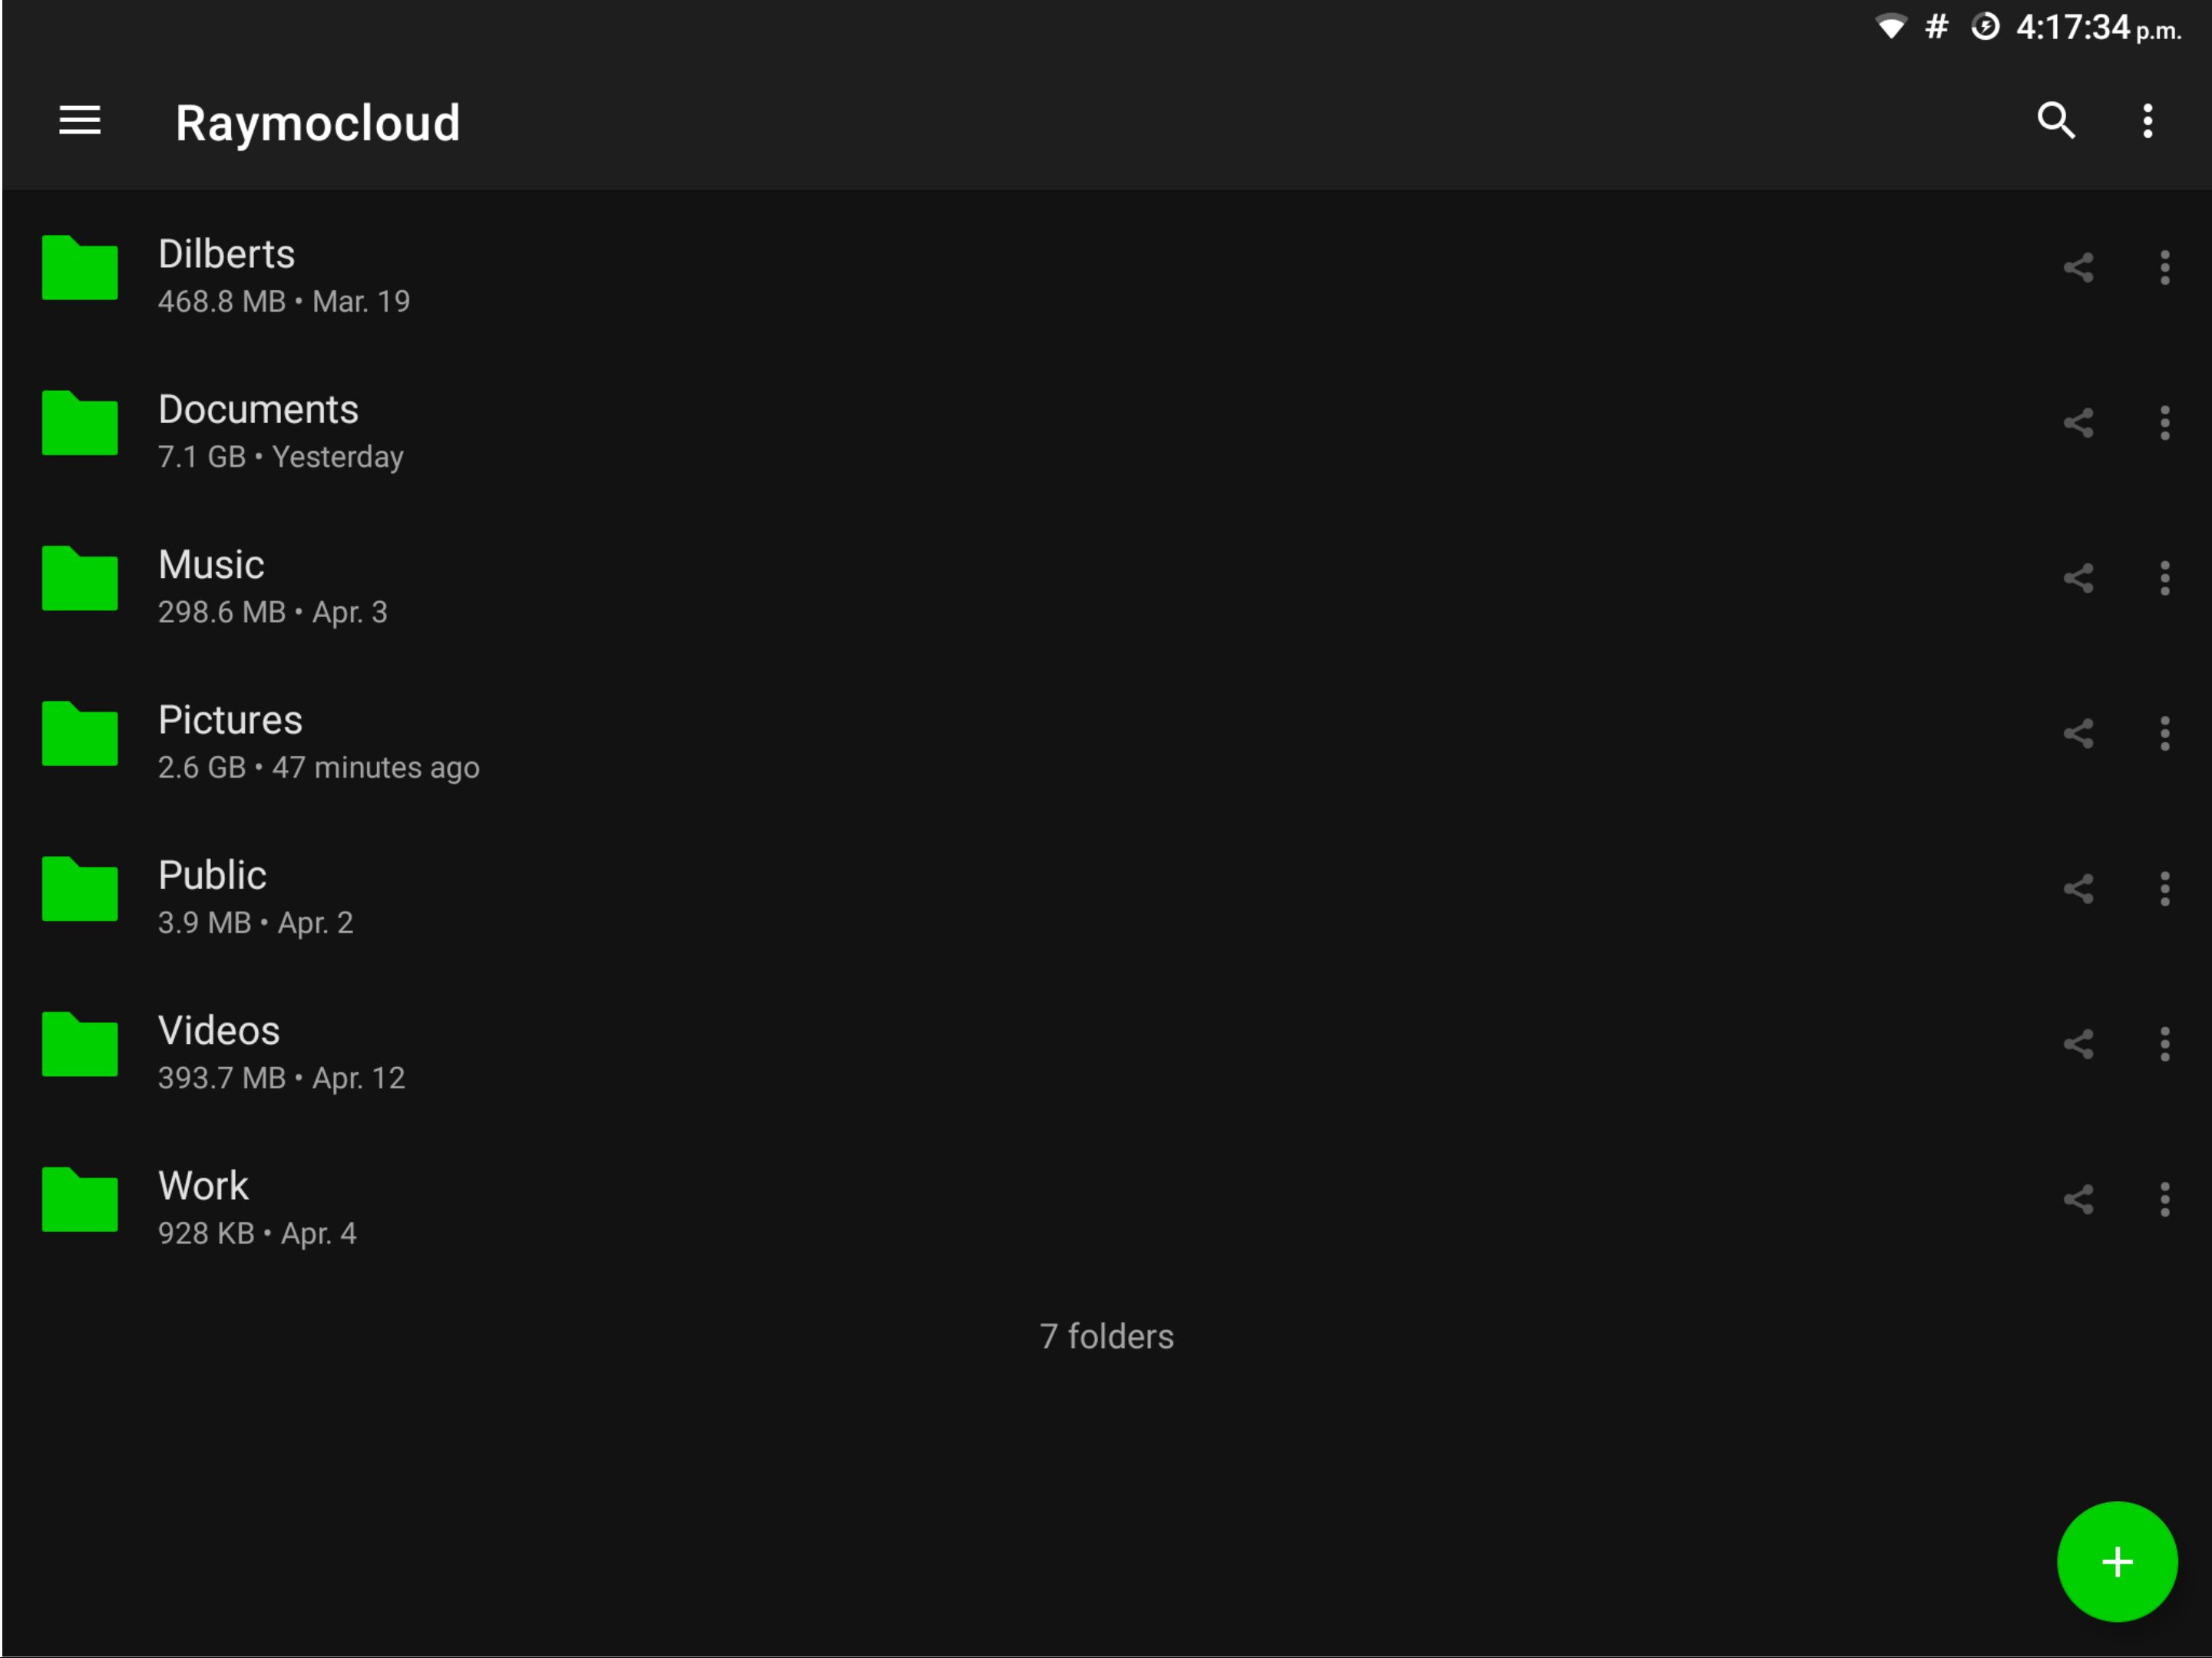 # 4:17:34 p.m.
Raymocloud
Dilberts
468.8 MB • Mar. 19
Documents
7.1 GB • Yesterday
Music
298.6 MB • Apr. 3
Pictures
2.6 GB • 47 minutes ago
Public
3.9 MB • Apr. 2
Videos
393.7 MB • Apr. 12
Work
928 KB • Apr. 4
7 folders